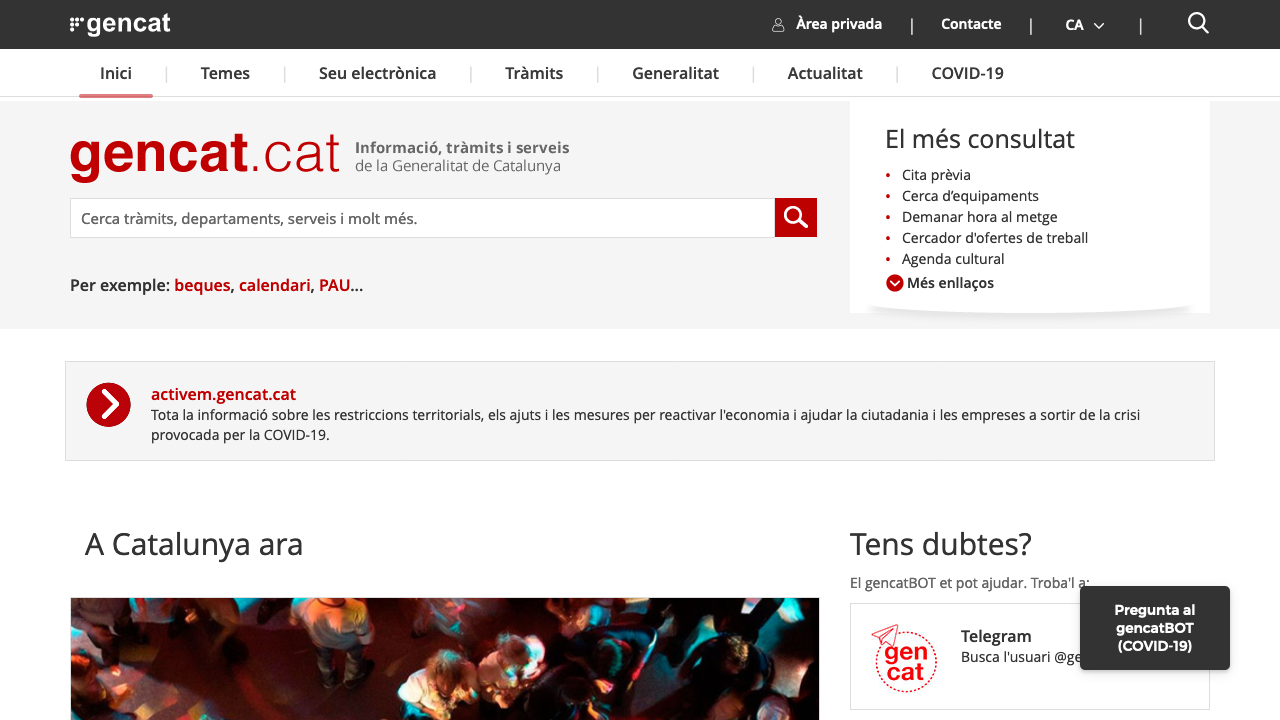 gencat
Àrea privada | Contacte | CA |
Inici | Temes | Seu electrònica | Tràmits | Generalitat | Actualitat | COVID-19
gencat.cat
Informació, tràmits i serveis
de la Generalitat de Catalunya
Cerca tràmits, departaments, serveis i molt més.
Per exemple: beques, calendari, PAU...
El més consultat
• Cita prèvia
• Cerca d’equipaments
• Demanar hora al metge
• Cercador d'ofertes de treball
• Agenda cultural
Més enllaços
activem.gencat.cat
Tota la informació sobre les restriccions territorials, els ajuts i les mesures per reactivar l'economia i ajudar la ciutadania i les empreses a sortir de la crisi
provocada per la COVID-19.
A Catalunya ara
Tens dubtes?
El gencatBOT et pot ajudar. Troba'l a:
gen
cat
Telegram
Busca l'usuari
Pregunta al
gencatBOT
(COVID-19)